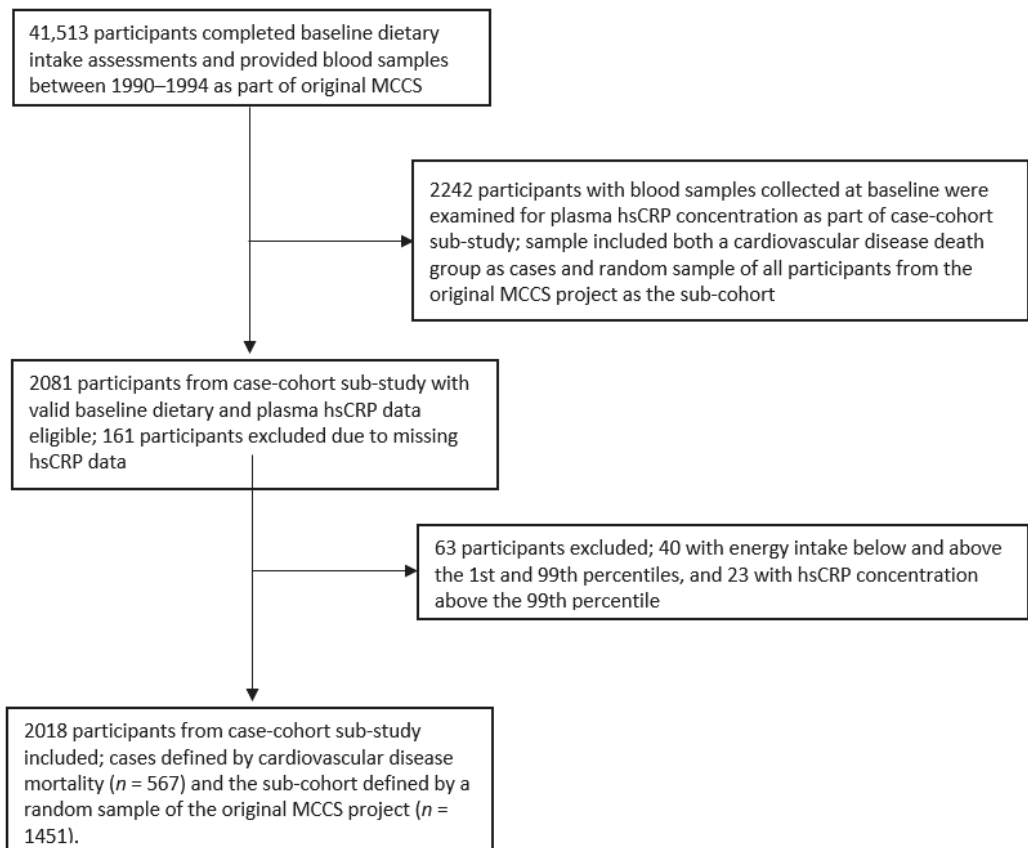 41,513 participants completed baseline dietary
intake assessments and provided blood samples
between 1990–1994 as part of original MCCS
2242 participants with blood samples collected at baseline were
examined for plasma hsCRP concentration as part of case-cohort
sub-study; sample included both a cardiovascular disease death
group as cases and random sample of all participants from the
original MCCS project as the sub-cohort
2081 participants from case-cohort sub-study with
valid baseline dietary and plasma hsCRP data
eligible; 161 participants excluded due to missing
hsCRP data
63 participants excluded; 40 with energy intake below and above
the 1st and 99th percentiles, and 23 with hsCRP concentration
above the 99th percentile
2018 participants from case-cohort sub-study
included; cases defined by cardiovascular disease
mortality (n = 567) and the sub-cohort defined by a
random sample of the original MCCS project (n =
1451).